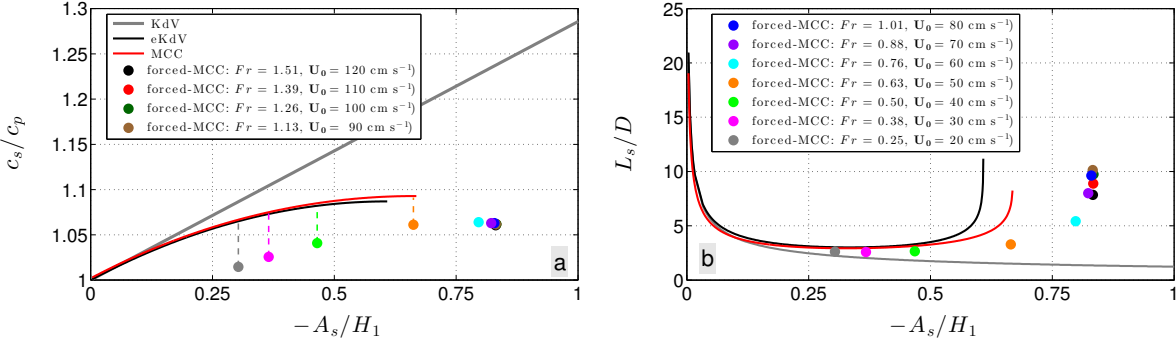 1.3
1.25
1.2
1.15
1.1
1.05
1
0
0.25
0.5
0.75
1
c_s/c_p
−A_s/H_1
KdV
eKdV
MCC
forced-MCC: Fr = 1.51, U_0 = 120 cm s^{-1})
forced-MCC: Fr = 1.39, U_0 = 110 cm s^{-1})
forced-MCC: Fr = 1.26, U_0 = 100 cm s^{-1})
forced-MCC: Fr = 1.13, U_0 = 90 cm s^{-1})
a
25
20
15
10
5
0
0
0.25
0.5
0.75
1
L_s/D
−A_s/H_1
forced-MCC: Fr = 1.01, U_0 = 80 cm s^{-1})
forced-MCC: Fr = 0.88, U_0 = 70 cm s^{-1})
forced-MCC: Fr = 0.76, U_0 = 60 cm s^{-1})
forced-MCC: Fr = 0.63, U_0 = 50 cm s^{-1})
forced-MCC: Fr = 0.50, U_0 = 40 cm s^{-1})
forced-MCC: Fr = 0.38, U_0 = 30 cm s^{-1})
forced-MCC: Fr = 0.25, U_0 = 20 cm s^{-1})
b